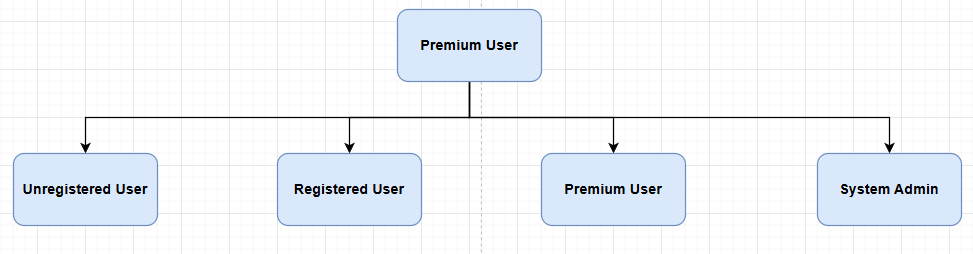 Premium User
Unregistered User
Registered User
Premium User
System Admin